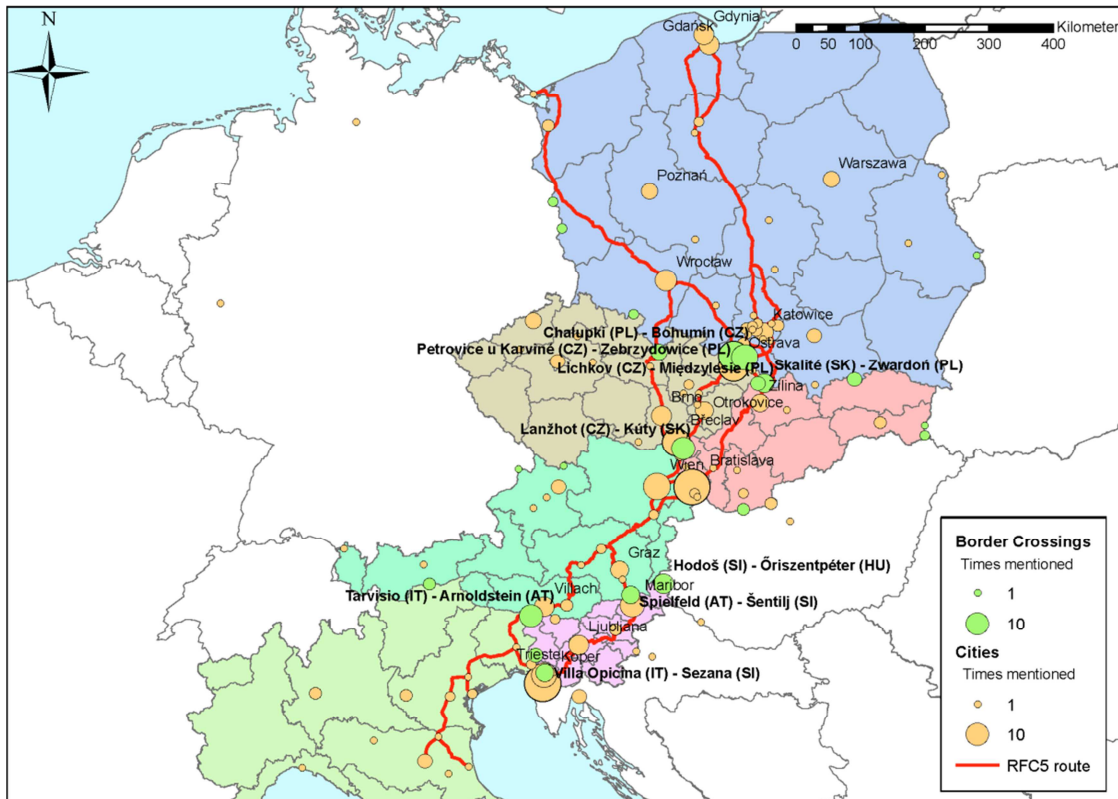 N
Gdynia
Gdańsk
Kilometer
0 50 100 200 300 400
Warszawa
Poznań
Wrocław
Katowice
Chałupki (PL) - Bohumín (CZ)
Ostrava
Petrovice u Karviné (CZ) - Zebrzydowice (PL)
Skalité (SK) - Zwardoń (PL)
Lichkov (CZ) - Międzylesie (PL)
Žilina
Brno
Otrokovice
Břeclav
Lanžhot (CZ) - Kúty (SK)
Wien
Bratislava
Graz
Hodoš (SI) - Őriszentpéter (HU)
Maribor
Villach
Tarvisio (IT) - Arnoldstein (AT)
Spielfeld (AT) - Šentilj (SI)
Ljubljana
Trieste
Koper
Villa Opicina (IT) - Sezana (SI)
Border Crossings
Times mentioned
1
10
Cities
Times mentioned
1
10
RFC5 route